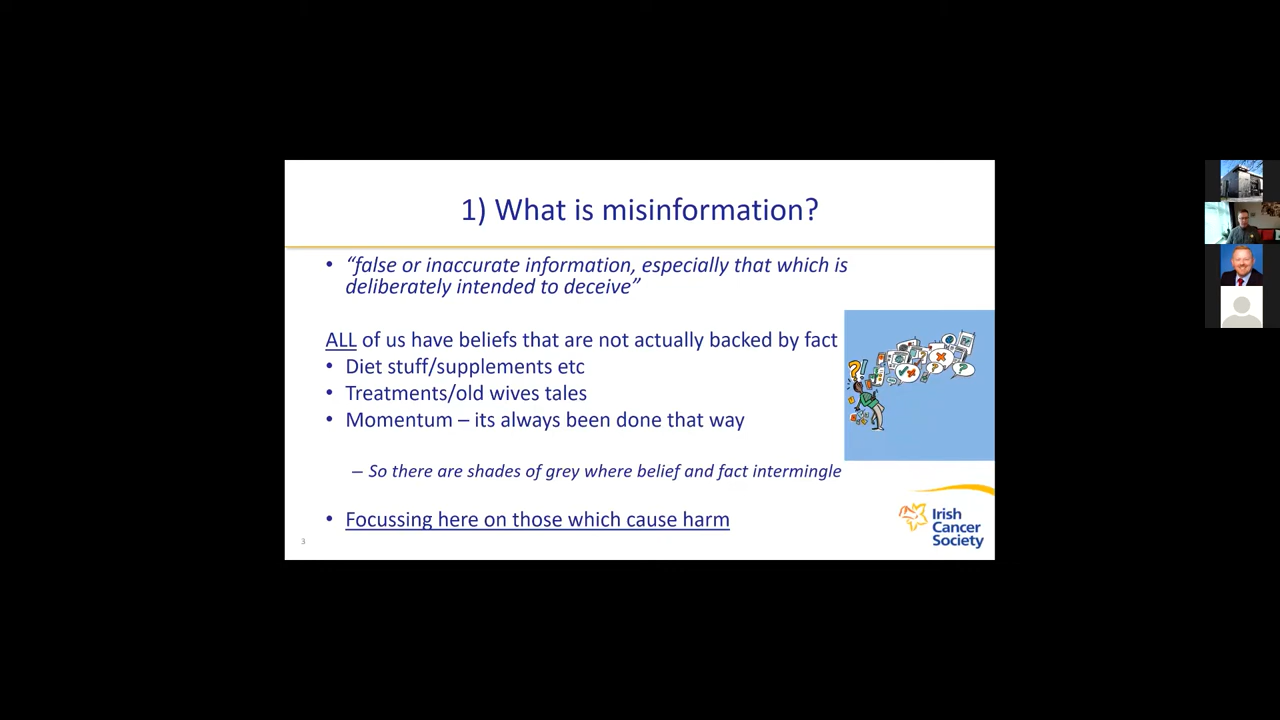 1) What is misinformation?
• “false or inaccurate information, especially that which is
deliberately intended to deceive”
ALL of us have beliefs that are not actually backed by fact
• Diet stuff/supplements etc
• Treatments/old wives tales
• Momentum – its always been done that way
– So there are shades of grey where belief and fact intermingle
• Focussing here on those which cause harm
3
Irish
Cancer
Society